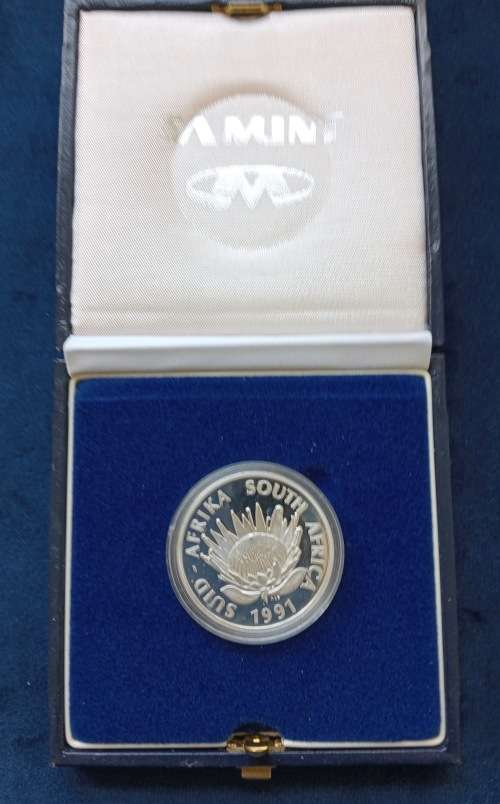 SA MINT
SUID-AFRIKA SOUTH AFRICA
1991